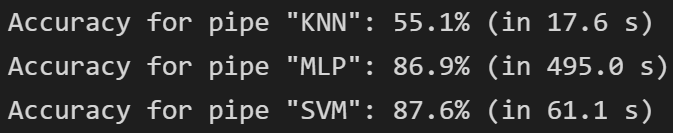 Accuracy for pipe "KNN": 55.1% (in 17.6 s)
Accuracy for pipe "MLP": 86.9% (in 495.0 s)
Accuracy for pipe "SVM": 87.6% (in 61.1 s)